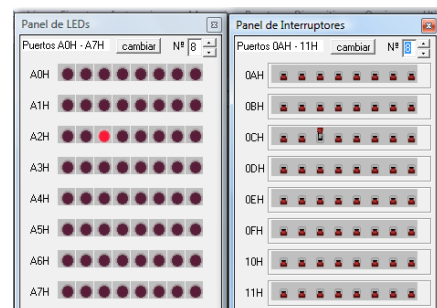 Panel de LEDs
Puertos A0H - A7H cambiar Nº 8
A0H
A1H
A2H
A3H
A4H
A5H
A6H
A7H
Panel de Interruptores
Puertos 0AH - 11H cambiar Nº 8
0AH
0BH
0CH
0DH
0EH
0FH
10H
11H